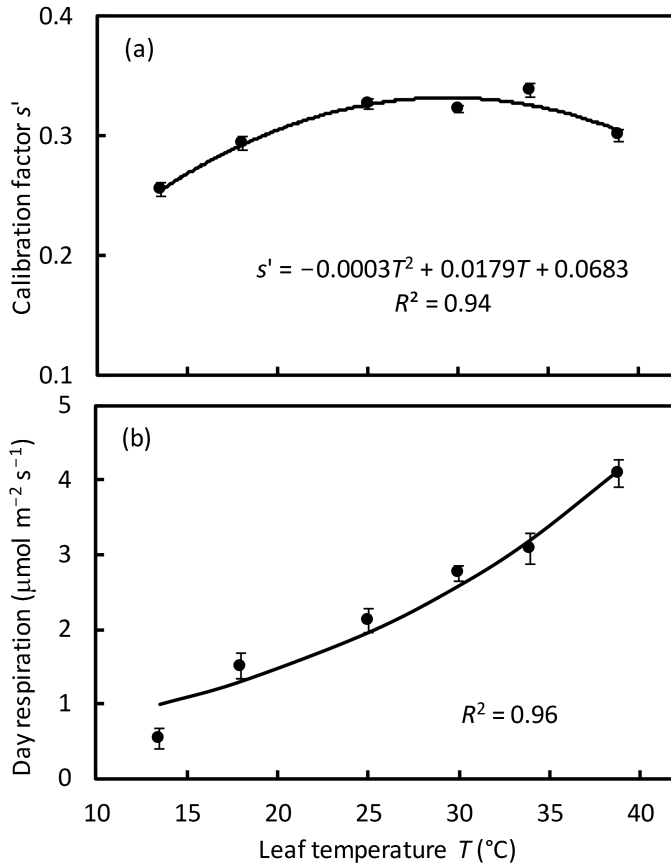 0.4
(a)
0.3
Calibration factor s'
0.2
s' = −0.0003T² + 0.0179T + 0.0683
R² = 0.94
0.1
5
(b)
4
3
Day respiration (µmol m⁻² s⁻¹)
2
1
R² = 0.96
0
10 15 20 25 30 35 40
Leaf temperature T (°C)